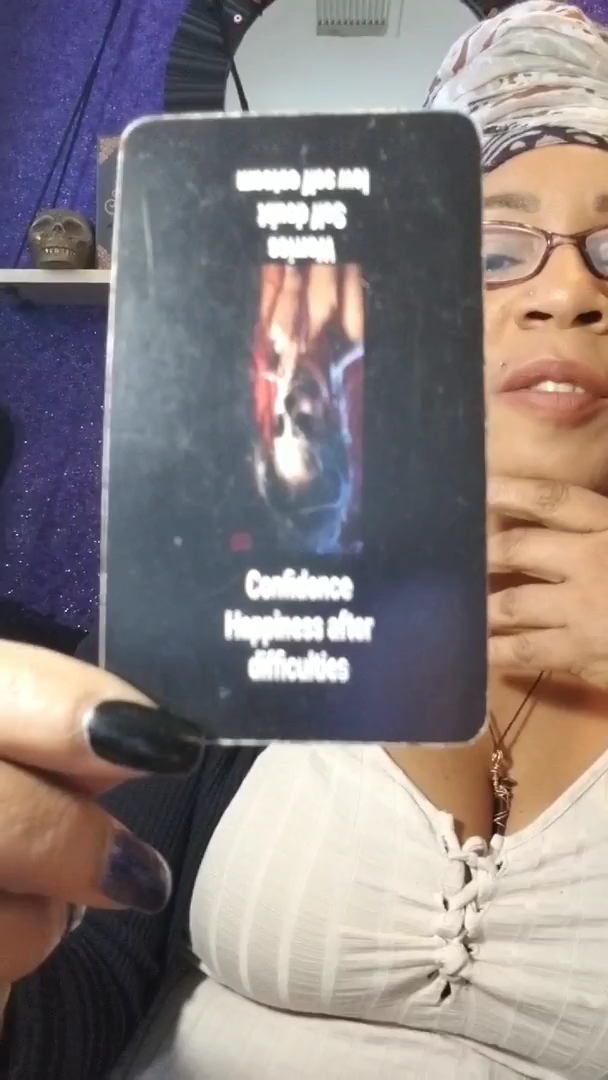 low self esteem
Self doubt
Worries
Confidence
Happiness after
difficulties